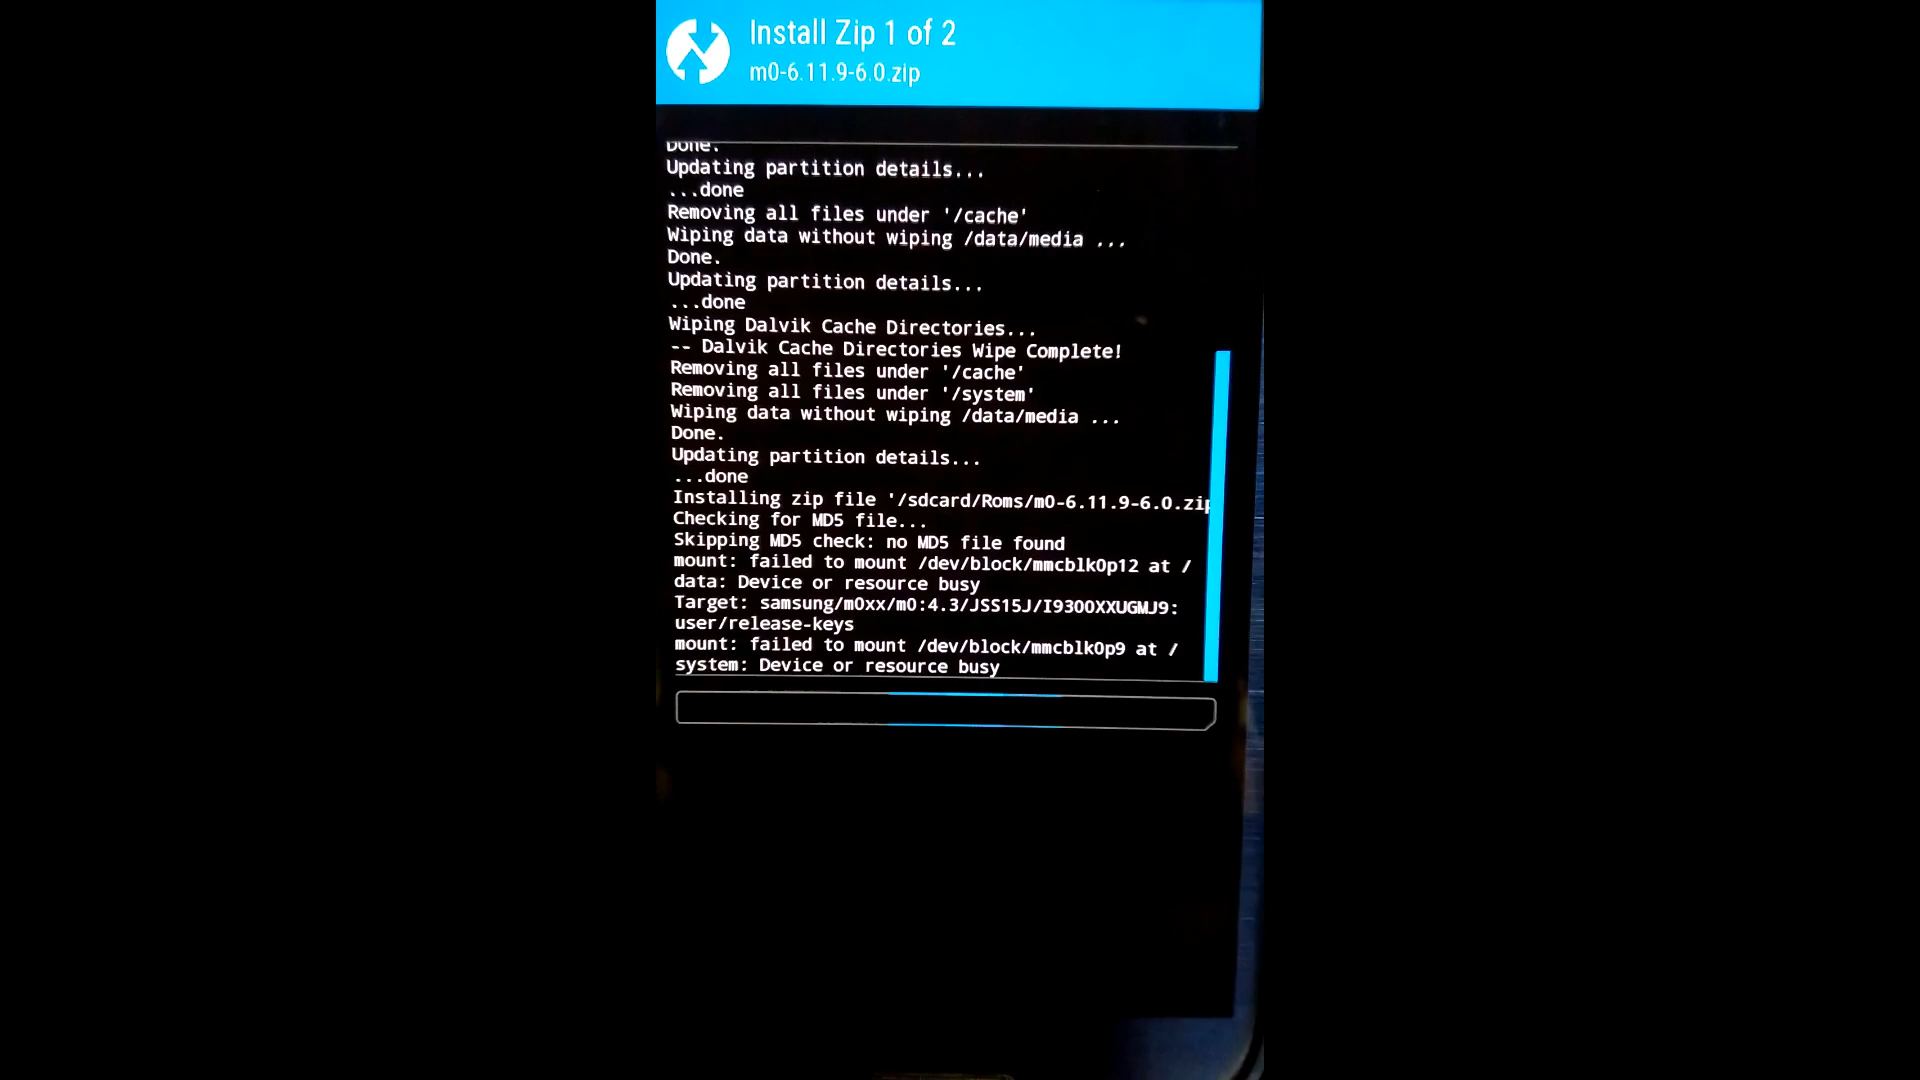 Install Zip 1 of 2
m0-6.11.9-6.0.zip
Done.
Updating partition details...
...done
Removing all files under '/cache'
Wiping data without wiping /data/media ...
Done.
Updating partition details...
...done
Wiping Dalvik Cache Directories...
-- Dalvik Cache Directories Wipe Complete!
Removing all files under '/cache'
Removing all files under '/system'
Wiping data without wiping /data/media ...
Done.
Updating partition details...
...done
Installing zip file '/sdcard/Roms/m0-6.11.9-6.0.zip
Checking for MD5 file...
Skipping MD5 check: no MD5 file found
mount: failed to mount /dev/block/mmcblk0p12 at /
data: Device or resource busy
Target: samsung/m0xx/m0:4.3/JSS15J/I9300XXUGMJ9:
user/release-keys
mount: failed to mount /dev/block/mmcblk0p9 at /
system: Device or resource busy